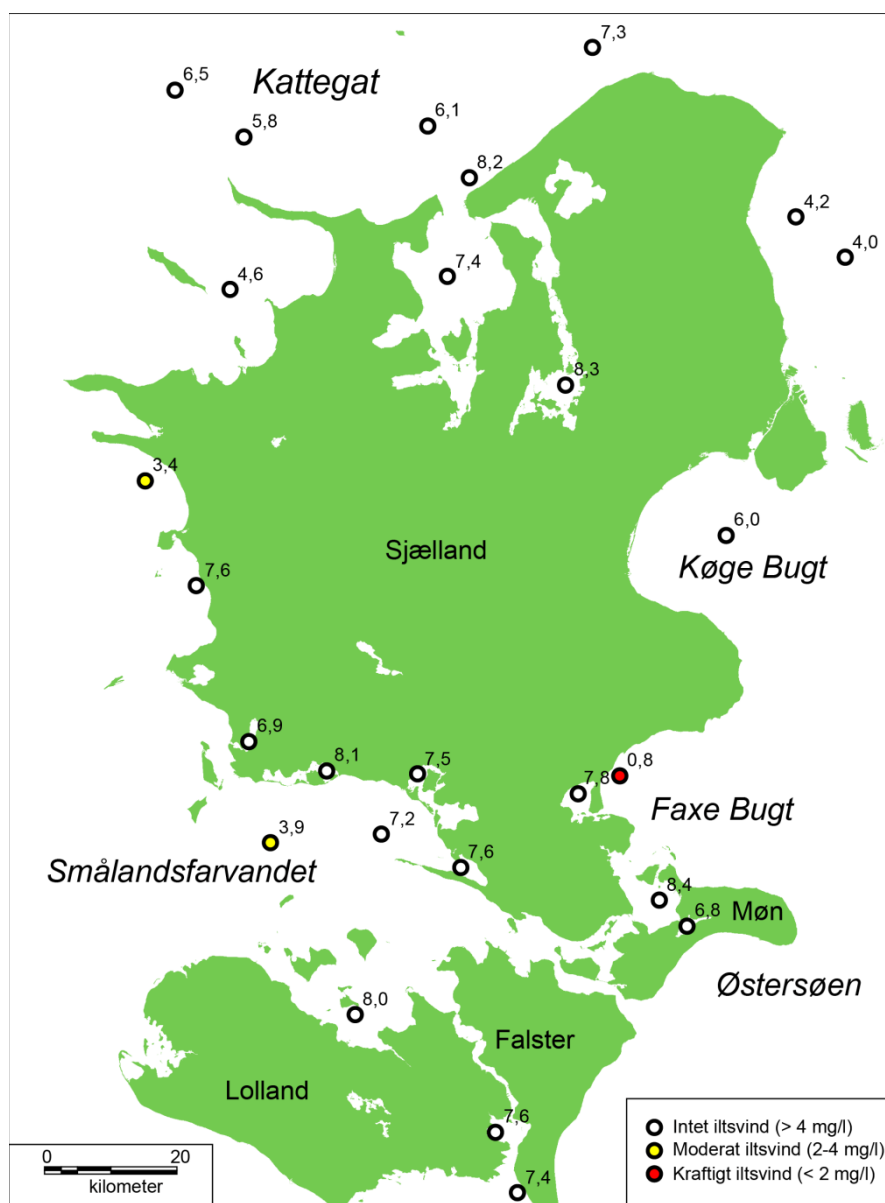 7,3
6,5
Kattegat
5,8
6,1
8,2
4,2
4,0
7,4
4,6
8,3
3,4
6,0
Sjælland
Køge Bugt
7,6
6,9
8,1
7,5
7,8
0,8
Faxe Bugt
7,2
3,9
Smålandsfarvandet
7,6
8,4
6,8
Møn
Østersøen
8,0
Falster
Lolland
7,6
7,4
0 20
kilometer
Intet iltsvind (> 4 mg/l)
Moderat iltsvind (2-4 mg/l)
Kraftigt iltsvind (< 2 mg/l)